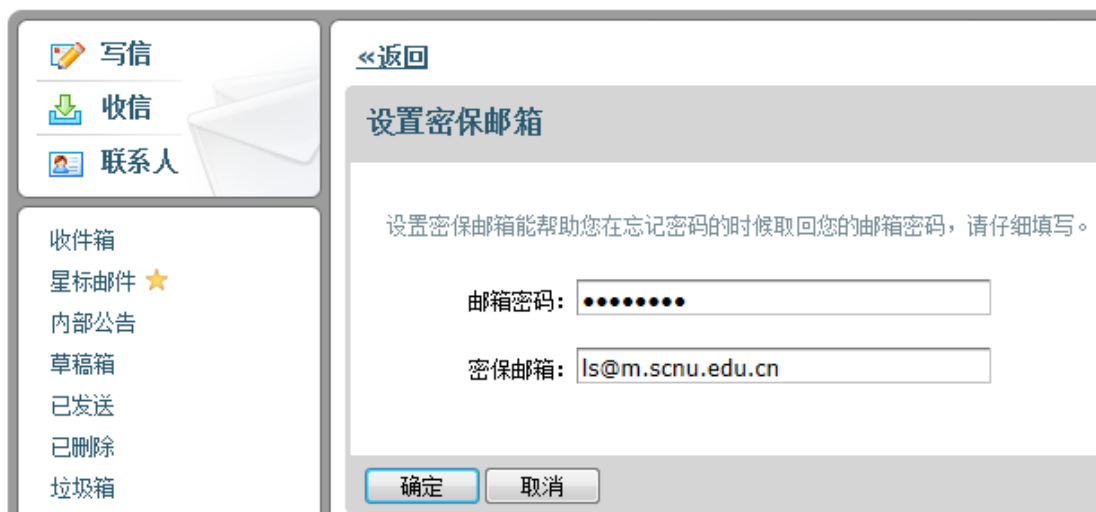 写信
收信
联系人
收件箱
星标邮件
内部公告
草稿箱
已发送
已删除
垃圾箱
«返回
设置密保邮箱
设置密保邮箱能帮助您在忘记密码的时候取回您的邮箱密码，请仔细填写。
邮箱密码：●●●●●●●●
密保邮箱：ls@m.scnu.edu.cn
确定 取消